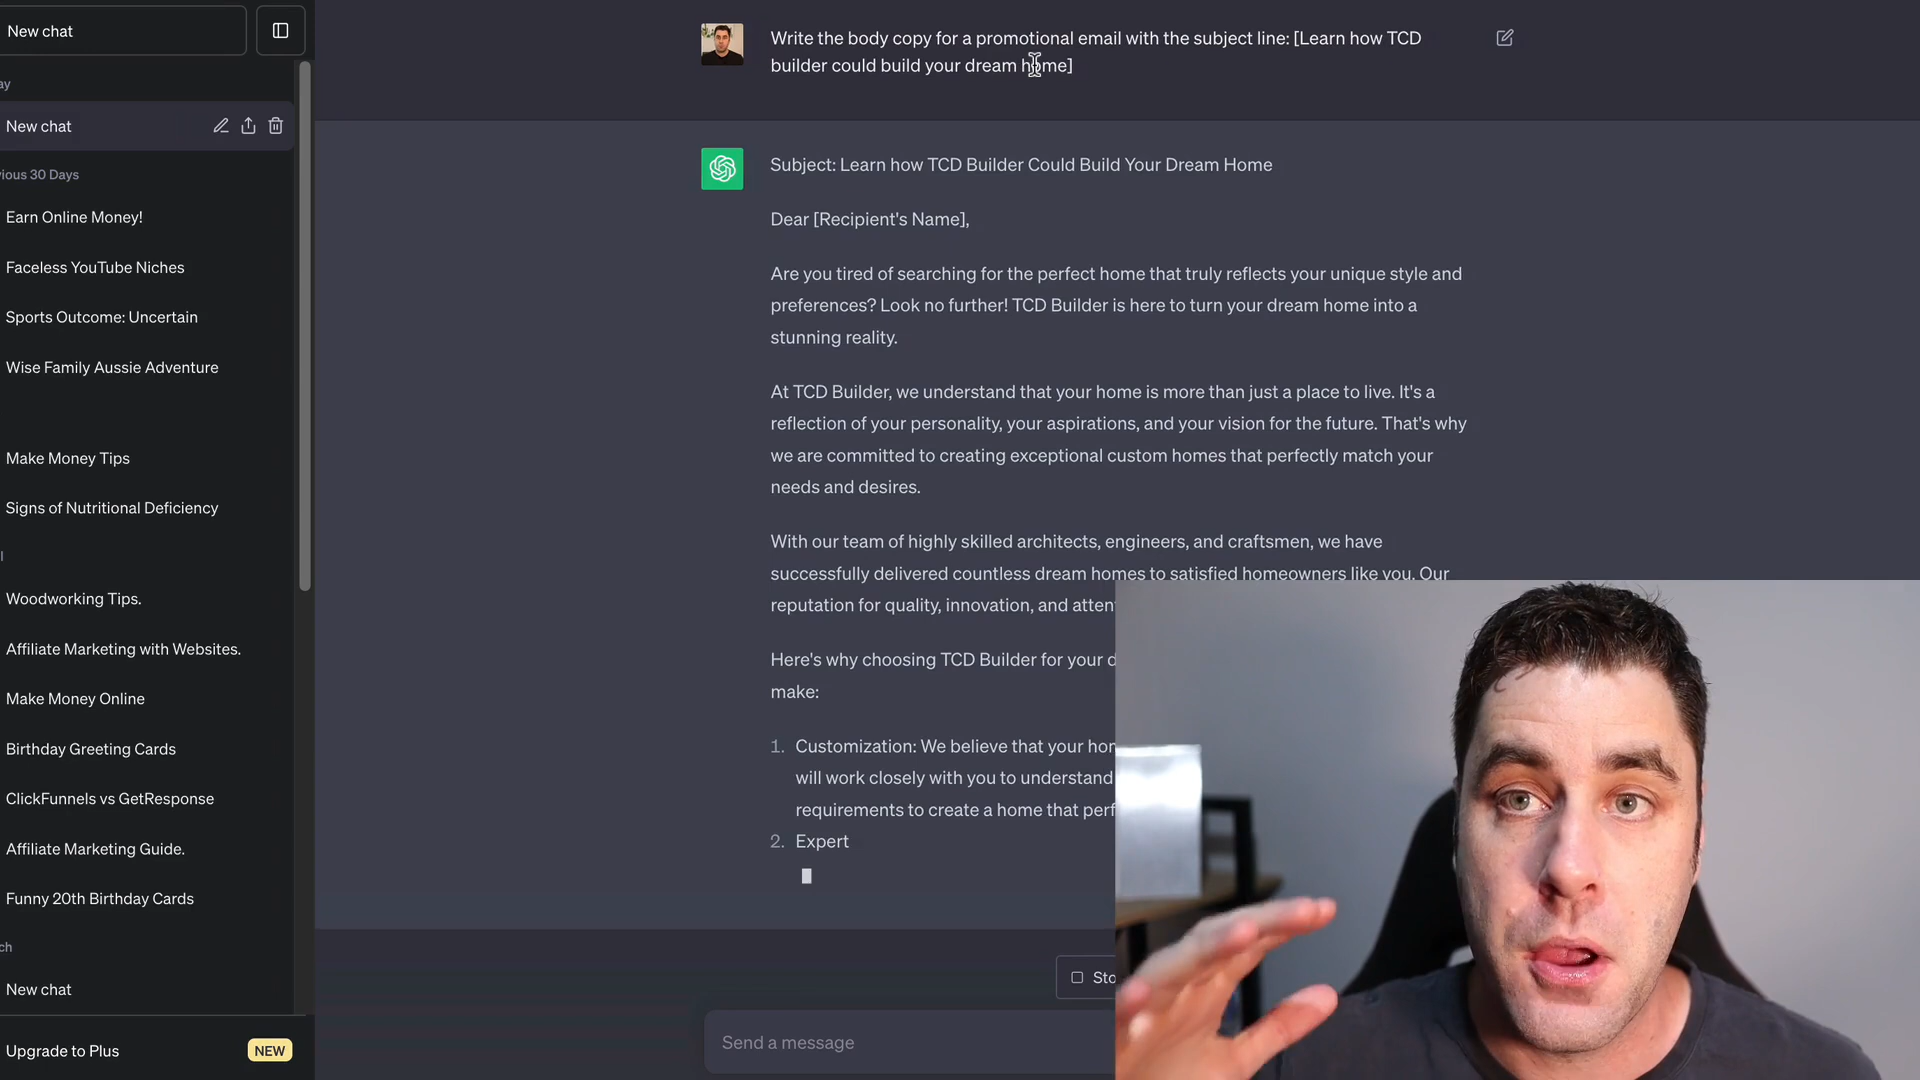 New chat
ay
New chat
vious 30 Days
Earn Online Money!
Faceless YouTube Niches
Sports Outcome: Uncertain
Wise Family Aussie Adventure
Make Money Tips
Signs of Nutritional Deficiency
l
Woodworking Tips.
Affiliate Marketing with Websites.
Make Money Online
Birthday Greeting Cards
ClickFunnels vs GetResponse
Affiliate Marketing Guide.
Funny 20th Birthday Cards
ch
New chat
Upgrade to Plus NEW
Write the body copy for a promotional email with the subject line: [Learn how TCD
builder could build your dream home]
Subject: Learn how TCD Builder Could Build Your Dream Home
Dear [Recipient's Name],
Are you tired of searching for the perfect home that truly reflects your unique style and
preferences? Look no further! TCD Builder is here to turn your dream home into a
stunning reality.
At TCD Builder, we understand that your home is more than just a place to live. It's a
reflection of your personality, your aspirations, and your vision for the future. That's why
we are committed to creating exceptional custom homes that perfectly match your
needs and desires.
With our team of highly skilled architects, engineers, and craftsmen, we have
successfully delivered countless dream homes to satisfied homeowners like you. Our
reputation for quality, innovation, and atten
Here's why choosing TCD Builder for your d
make:
1. Customization: We believe that your hom
will work closely with you to understand
requirements to create a home that perf
2. Expert
Sto
Send a message